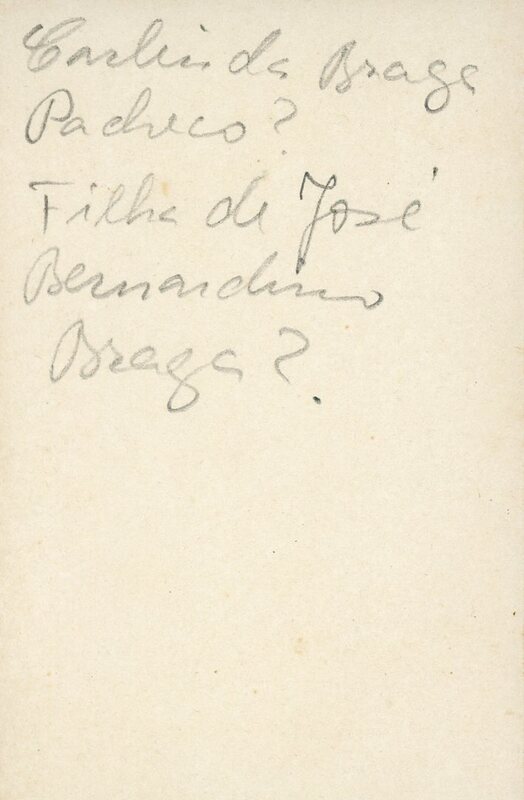 Carlinda Braga
Pacheco?
Filha de José
Bernardino
Braga?